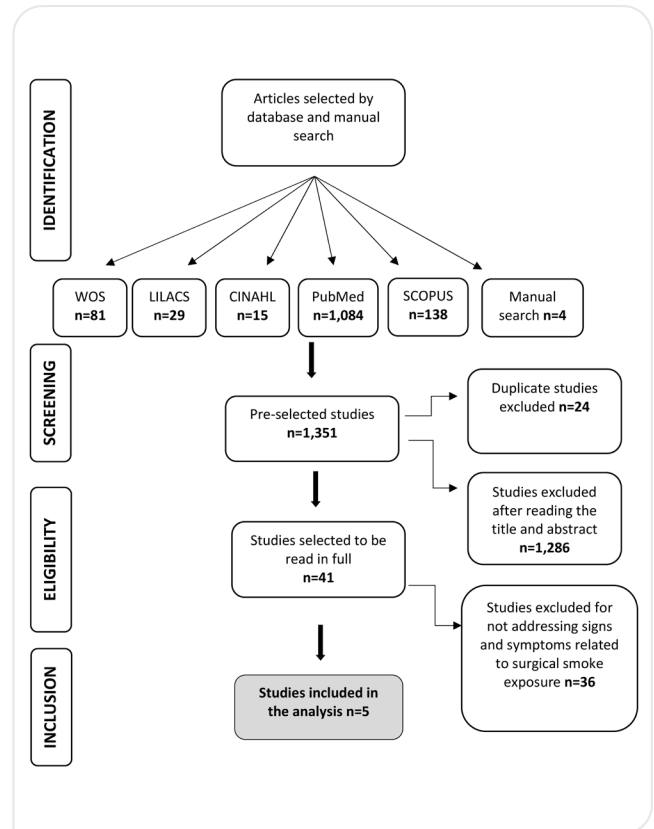 IDENTIFICATION
Articles selected by
database and manual
search
WOS
n=81
LILACS
n=29
CINAHL
n=15
PubMed
n=1,084
SCOPUS
n=138
Manual
search n=4
SCREENING
Pre-selected studies
n=1,351
Duplicate studies
excluded n=24
Studies excluded
after reading the
title and abstract
n=1,286
ELIGIBILITY
Studies selected to be
read in full
n=41
Studies excluded for
not addressing signs
and symptoms related
to surgical smoke
exposure n=36
INCLUSION
Studies included in
the analysis n=5